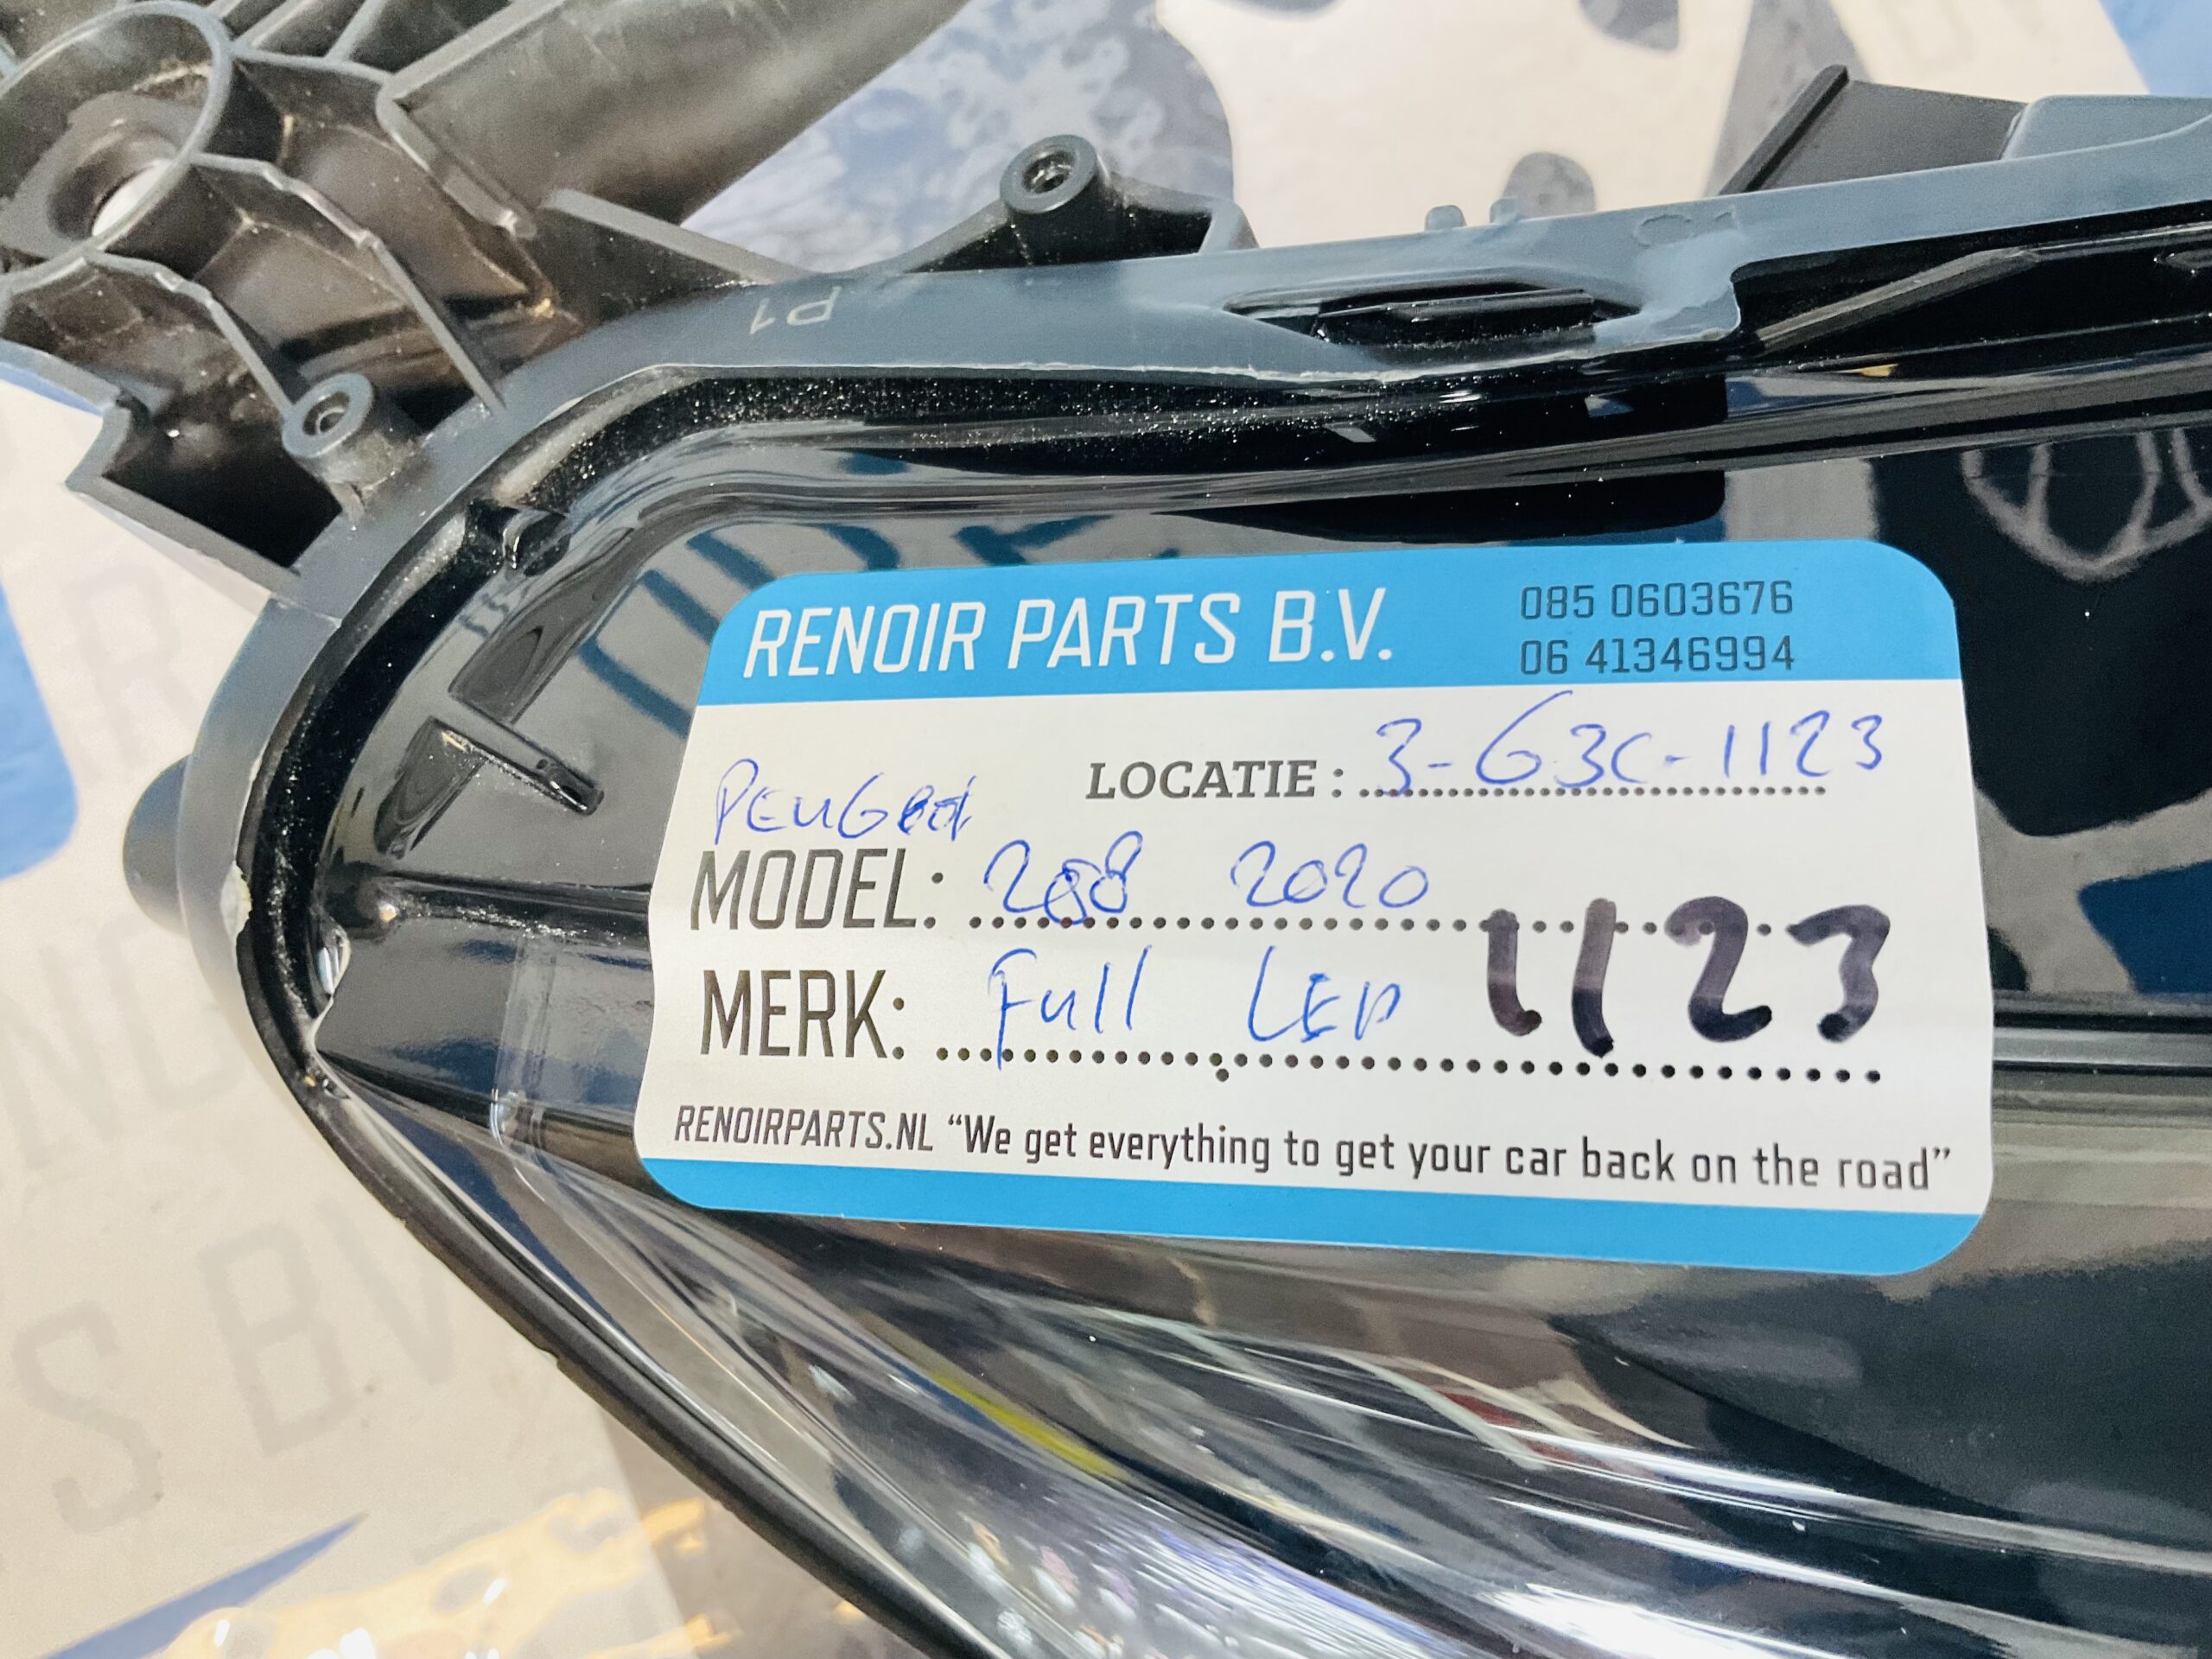 P1
RENOIR PARTS B.V.
085 0603676
06 41346994
LOCATIE: 3-G3C-1123
PEUGEOT
MODEL: 208 2020
MERK: Full LED 1123
RENOIRPARTS.NL “We get everything to get your car back on the road”
S BV